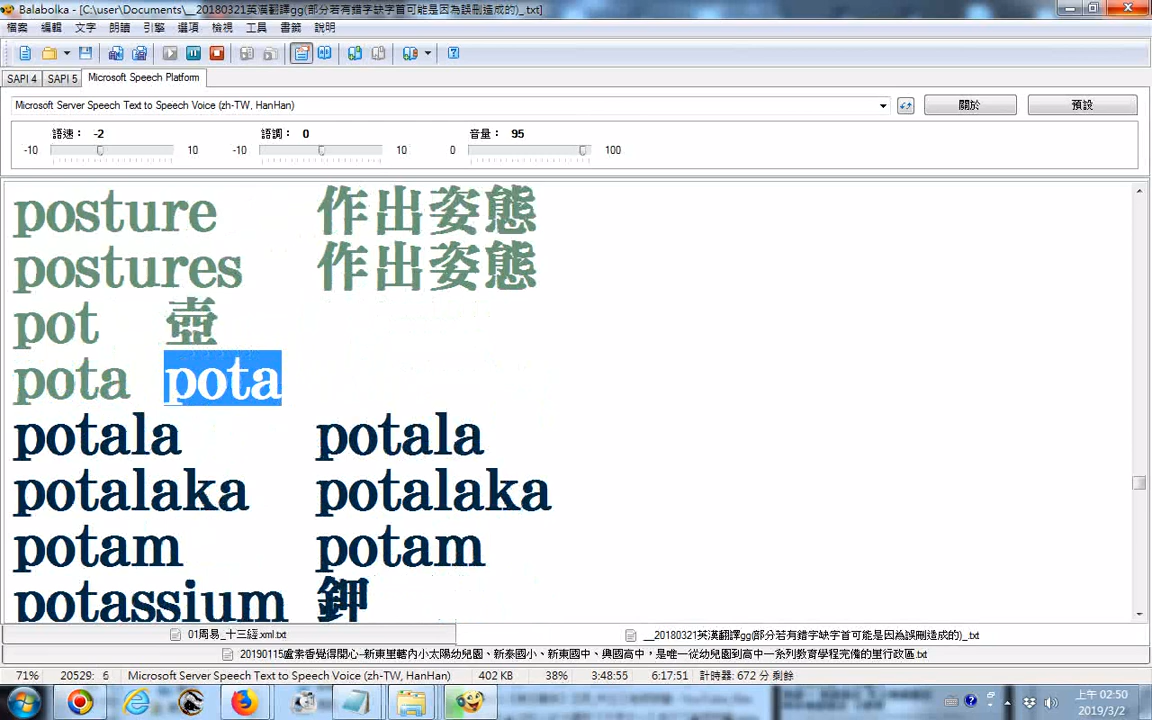 Balabolka - [C:\user\Documents\__20180321英漢翻譯gg(部分若有錯字缺字首可能是因為誤刪造成的)_.txt]
檔案 編輯 文字 朗讀 引擎 選項 檢視 工具 書籤 說明
SAPI 4 SAPI 5 Microsoft Speech Platform
Microsoft Server Speech Text to Speech Voice (zh-TW, HanHan) 關於 預設
語速： -2 語調： 0 音量： 95
-10 10 -10 10 0 100
posture 作出姿態
postures 作出姿態
pot 壺
pota pota
potala potala
potalaka potalaka
potam potam
potassium 鉀
01周易_十三經.xml.txt __20180321英漢翻譯gg(部分若有錯字缺字首可能是因為誤刪造成的)_.txt
20190115盧素香覺得開心-新東里轄內小太陽幼兒園、新泰國小、新東國中、興國高中，是唯一從幼兒園到高中一系列教育學程完備的里行政區.txt
71% 20529: 6 Microsoft Server Speech Text to Speech Voice (zh-TW, HanHan) 402 KB 38% 3:48:55 6:17:51 計時器：672 分 剩餘
上午 02:50
2019/3/2